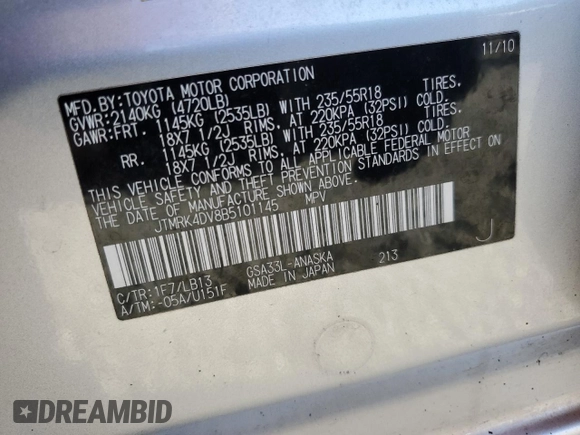 11/10
MFD.BY:TOYOTA MOTOR CORPORATION
GVWR:2140KG (4720LB)
GAWR:FRT. 1145KG (2535LB) WITH 235/55R18 TIRES.
18X7 1/2J RIMS, AT 220KPA (32PSI) COLD.
RR. 1145KG (2535LB) WITH 235/55R18 TIRES.
18X7 1/2J RIMS, AT 220KPA (32PSI) COLD.
THIS VEHICLE CONFORMS TO ALL APPLICABLE FEDERAL MOTOR
VEHICLE SAFETY AND THEFT PREVENTION STANDARDS IN EFFECT ON
THE DATE OF MANUFACTURE SHOWN ABOVE.
JTMRK4DV8B5101145 MPV
C/TR:1F7/LB13 GSA33L-ANASKA 213 J
A/TM:-05A/U151F MADE IN JAPAN
DREAMBID